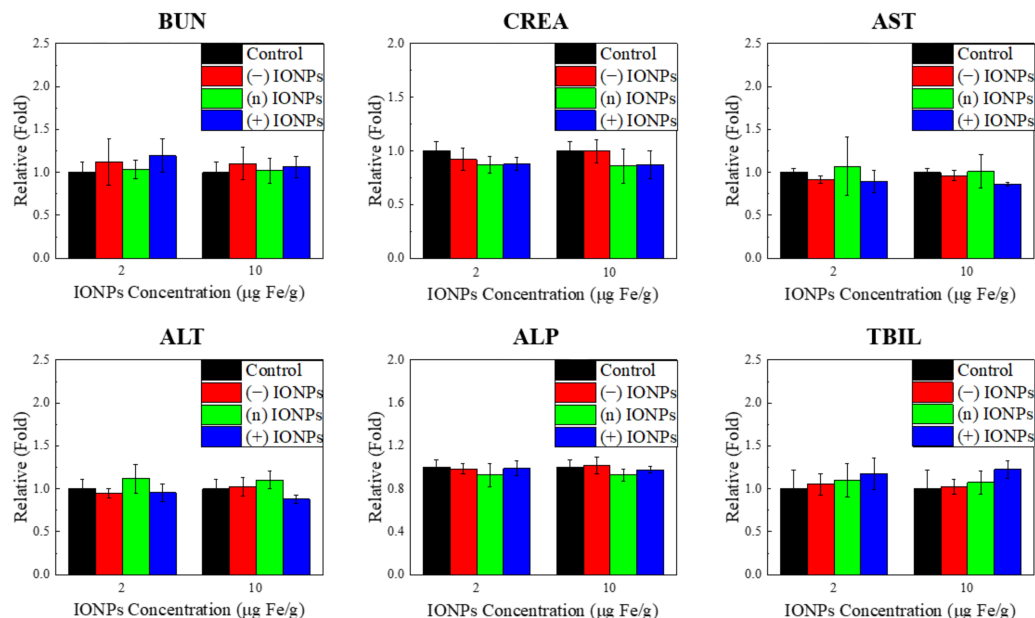 BUN
2.5
2.0
1.5
1.0
0.5
0.0
Relative (Fold)
Control
(−) IONPs
(n) IONPs
(+) IONPs
2
10
IONPs Concentration (μg Fe/g)
CREA
2.0
1.5
1.0
0.5
0.0
Relative (Fold)
Control
(−) IONPs
(n) IONPs
(+) IONPs
2
10
IONPs Concentration (μg Fe/g)
AST
2.5
2.0
1.5
1.0
0.5
0.0
Relative (Fold)
Control
(−) IONPs
(n) IONPs
(+) IONPs
2
10
IONPs Concentration (μg Fe/g)
ALT
2.5
2.0
1.5
1.0
0.5
0.0
Relative (Fold)
Control
(−) IONPs
(n) IONPs
(+) IONPs
2
10
IONPs Concentration (μg Fe/g)
ALP
2.0
1.6
1.2
0.8
0.4
0.0
Relative (Fold)
Control
(−) IONPs
(n) IONPs
(+) IONPs
2
10
IONPs Concentration (μg Fe/g)
TBIL
2.5
2.0
1.5
1.0
0.5
0.0
Relative (Fold)
Control
(−) IONPs
(n) IONPs
(+) IONPs
2
10
IONPs Concentration (μg Fe/g)